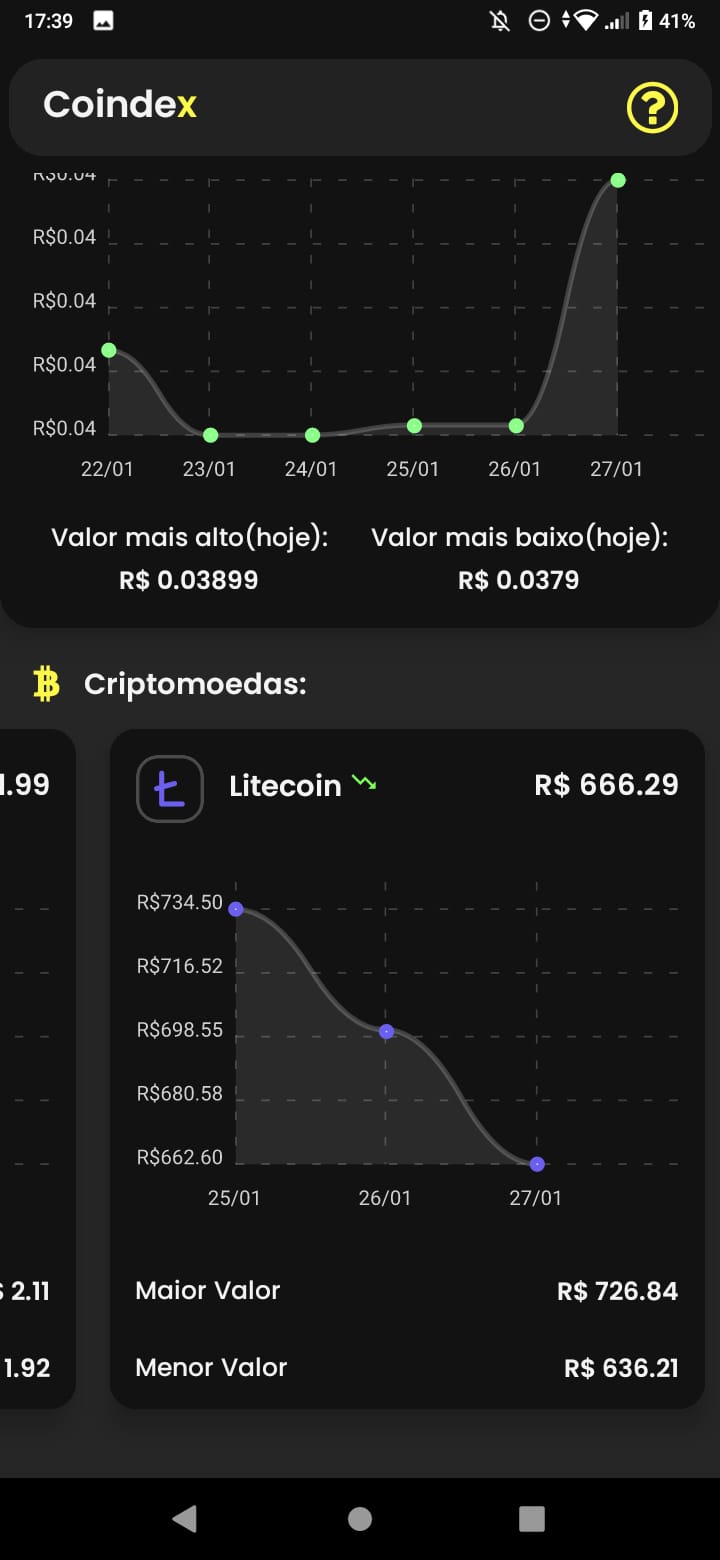 17:39
41%
Coindex
R$0.04
R$0.04
R$0.04
R$0.04
R$0.04
22/01 23/01 24/01 25/01 26/01 27/01
Valor mais alto(hoje): Valor mais baixo(hoje):
R$ 0.03899 R$ 0.0379
Criptomoedas:
.99 Litecoin R$ 666.29
R$734.50
R$716.52
R$698.55
R$680.58
R$662.60
25/01 26/01 27/01
2.11 Maior Valor R$ 726.84
1.92 Menor Valor R$ 636.21